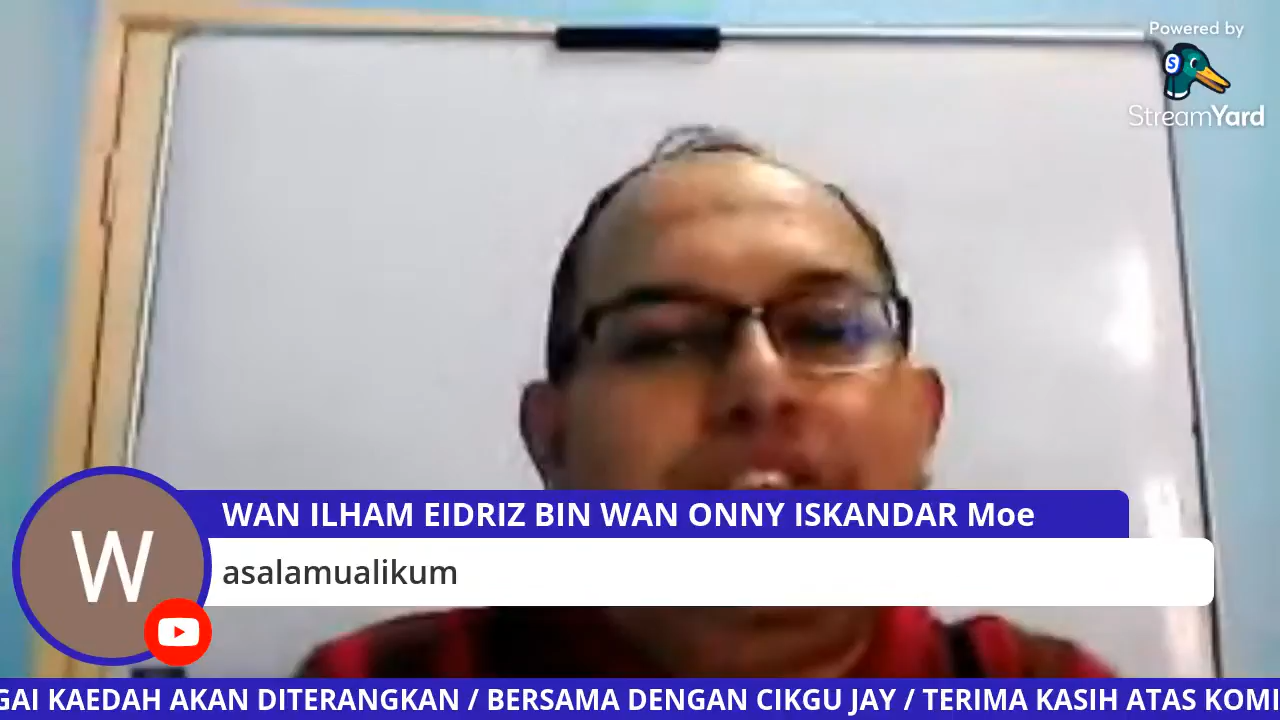 Powered by
S
StreamYard
WAN ILHAM EIDRIZ BIN WAN ONNY ISKANDAR Moe
W
asalamualikum
GAI KAEDAH AKAN DITERANGKAN / BERSAMA DENGAN CIKGU JAY / TERIMA KASIH ATAS KOMI